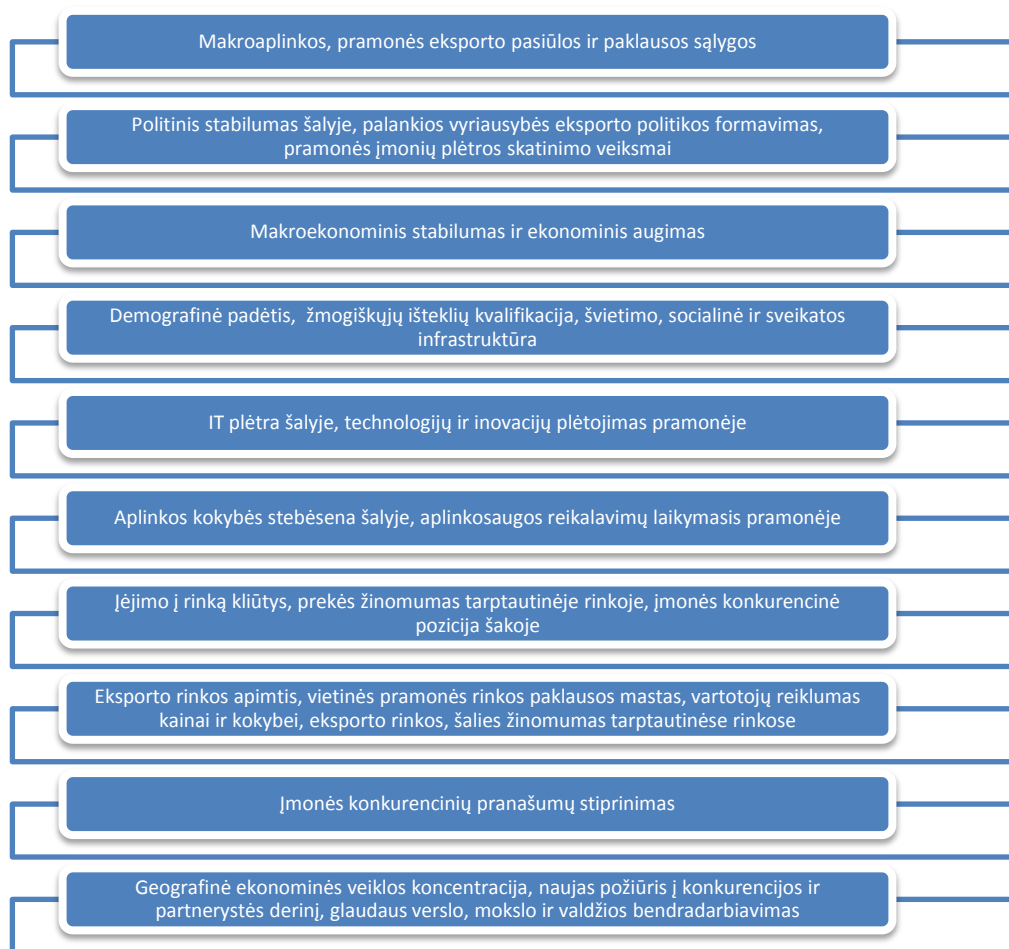 Makroaplinkos, pramonės eksporto pasiūlos ir paklausos sąlygos
Politinis stabilumas šalyje, palankios vyriausybės eksporto politikos formavimas,
pramonės įmonių plėtros skatinimo veiksmai
Makroekonominis stabilumas ir ekonominis augimas
Demografinė padėtis, žmogiškųjų išteklių kvalifikacija, švietimo, socialinė ir sveikatos
infrastruktūra
IT plėtra šalyje, technologijų ir inovacijų plėtojimas pramonėje
Aplinkos kokybės stebėsena šalyje, aplinkosaugos reikalavimų laikymasis pramonėje
Įėjimo į rinką kliūtys, prekės žinomumas tarptautinėje rinkoje, įmonės konkurencinė
pozicija šakoje
Eksporto rinkos apimtis, vietinės pramonės rinkos paklausos mastas, vartotojų reiklumas
kainai ir kokybei, eksporto rinkos, šalies žinomumas tarptautinėse rinkose
Įmonės konkurencinių pranašumų stiprinimas
Geografinė ekonominės veiklos koncentracija, naujas požiūris į konkurencijos ir
partnerystės derinį, glaudaus verslo, mokslo ir valdžios bendradarbiavimas